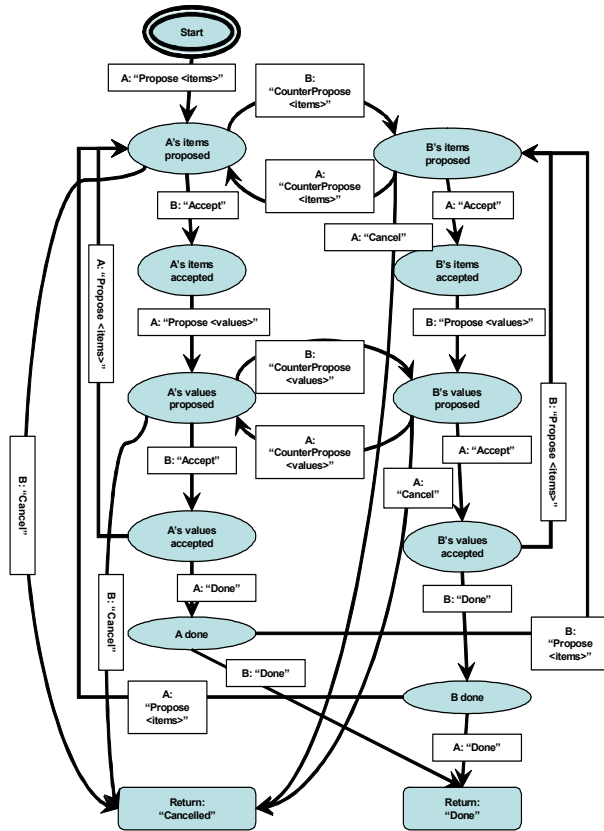 Start
A: “Propose <items>”
B:
“CounterPropose
<items>”
A's items
proposed
B's items
proposed
A:
“CounterPropose
<items>”
B: “Accept”
A: “Accept”
A: “Cancel”
A's items
accepted
B's items
accepted
A: “Propose
<items>”
A: “Propose <values>”
B: “Propose <values>”
B:
“CounterPropose
<values>”
A's values
proposed
B's values
proposed
A:
“CounterPropose
<values>”
B: “Accept”
A: “Accept”
B: “Propose
<items>”
A:
“Cancel”
B:
“Cancel”
A's values
accepted
B's values
accepted
A: “Done”
B: “Done”
B: “Cancel”
A done
B:
“Propose
<items>”
B: “Done”
A:
“Propose
<items>”
B done
A: “Done”
Return:
“Cancelled”
Return:
“Done”